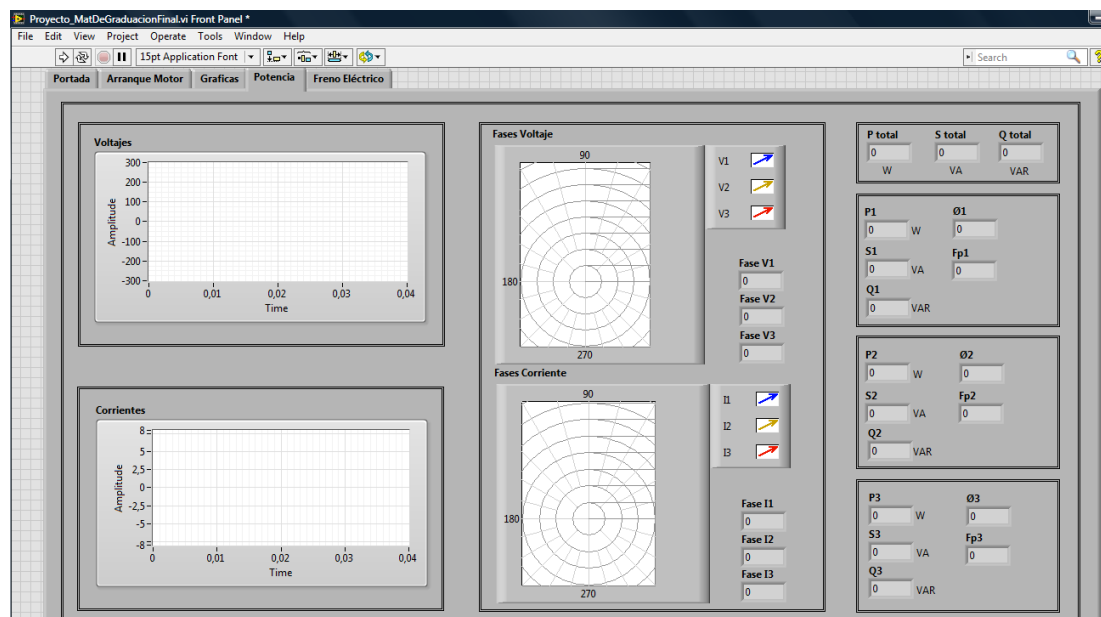 Proyecto_MatDeGraduacionFinal.vi Front Panel *
File Edit View Project Operate Tools Window Help
15pt Application Font
Search
Portada Arranque Motor Graficas Potencia Freno Eléctrico
Voltajes
300
200
100
0
-100
-200
-300
Amplitude
0 0,01 0,02 0,03 0,04
Time
Corrientes
8
5
2,5
0
-2,5
-5
-8
Amplitude
0 0,01 0,02 0,03 0,04
Time
Fases Voltaje
90
180
270
V1
V2
V3
Fase V1
0
Fase V2
0
Fase V3
0
Fases Corriente
90
180
270
I1
I2
I3
Fase I1
0
Fase I2
0
Fase I3
0
P total S total Q total
0 0 0
W VA VAR
P1 Ø1
0 W 0
S1 Fp1
0 VA 0
Q1
0 VAR
P2 Ø2
0 W 0
S2 Fp2
0 VA 0
Q2
0 VAR
P3 Ø3
0 W 0
S3 Fp3
0 VA 0
Q3
0 VAR